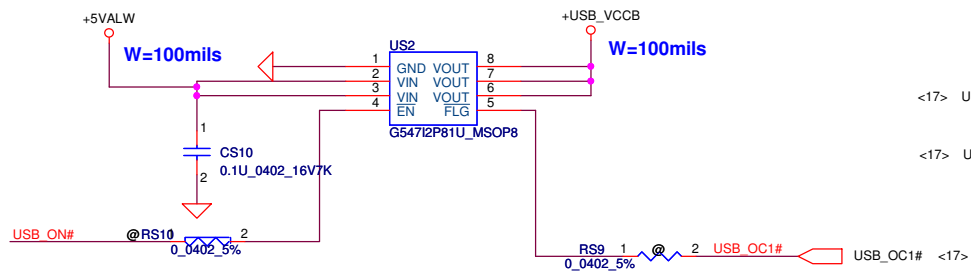 +5VALW
+USB_VCCB
W=100mils
US2
W=100mils
1 GND VOUT 8
2 VIN VOUT 7
3 VIN VOUT 6
4 EN FLG 5
G547I2P81U_MSOP8
<17> U
1
CS10
0.1U_0402_16V7K
2
<17> U
USB_ON# @RS10 1 2
0_0402_5%
RS9 1 @ 2 USB_OC1# USB_OC1# <17>
0_0402_5%